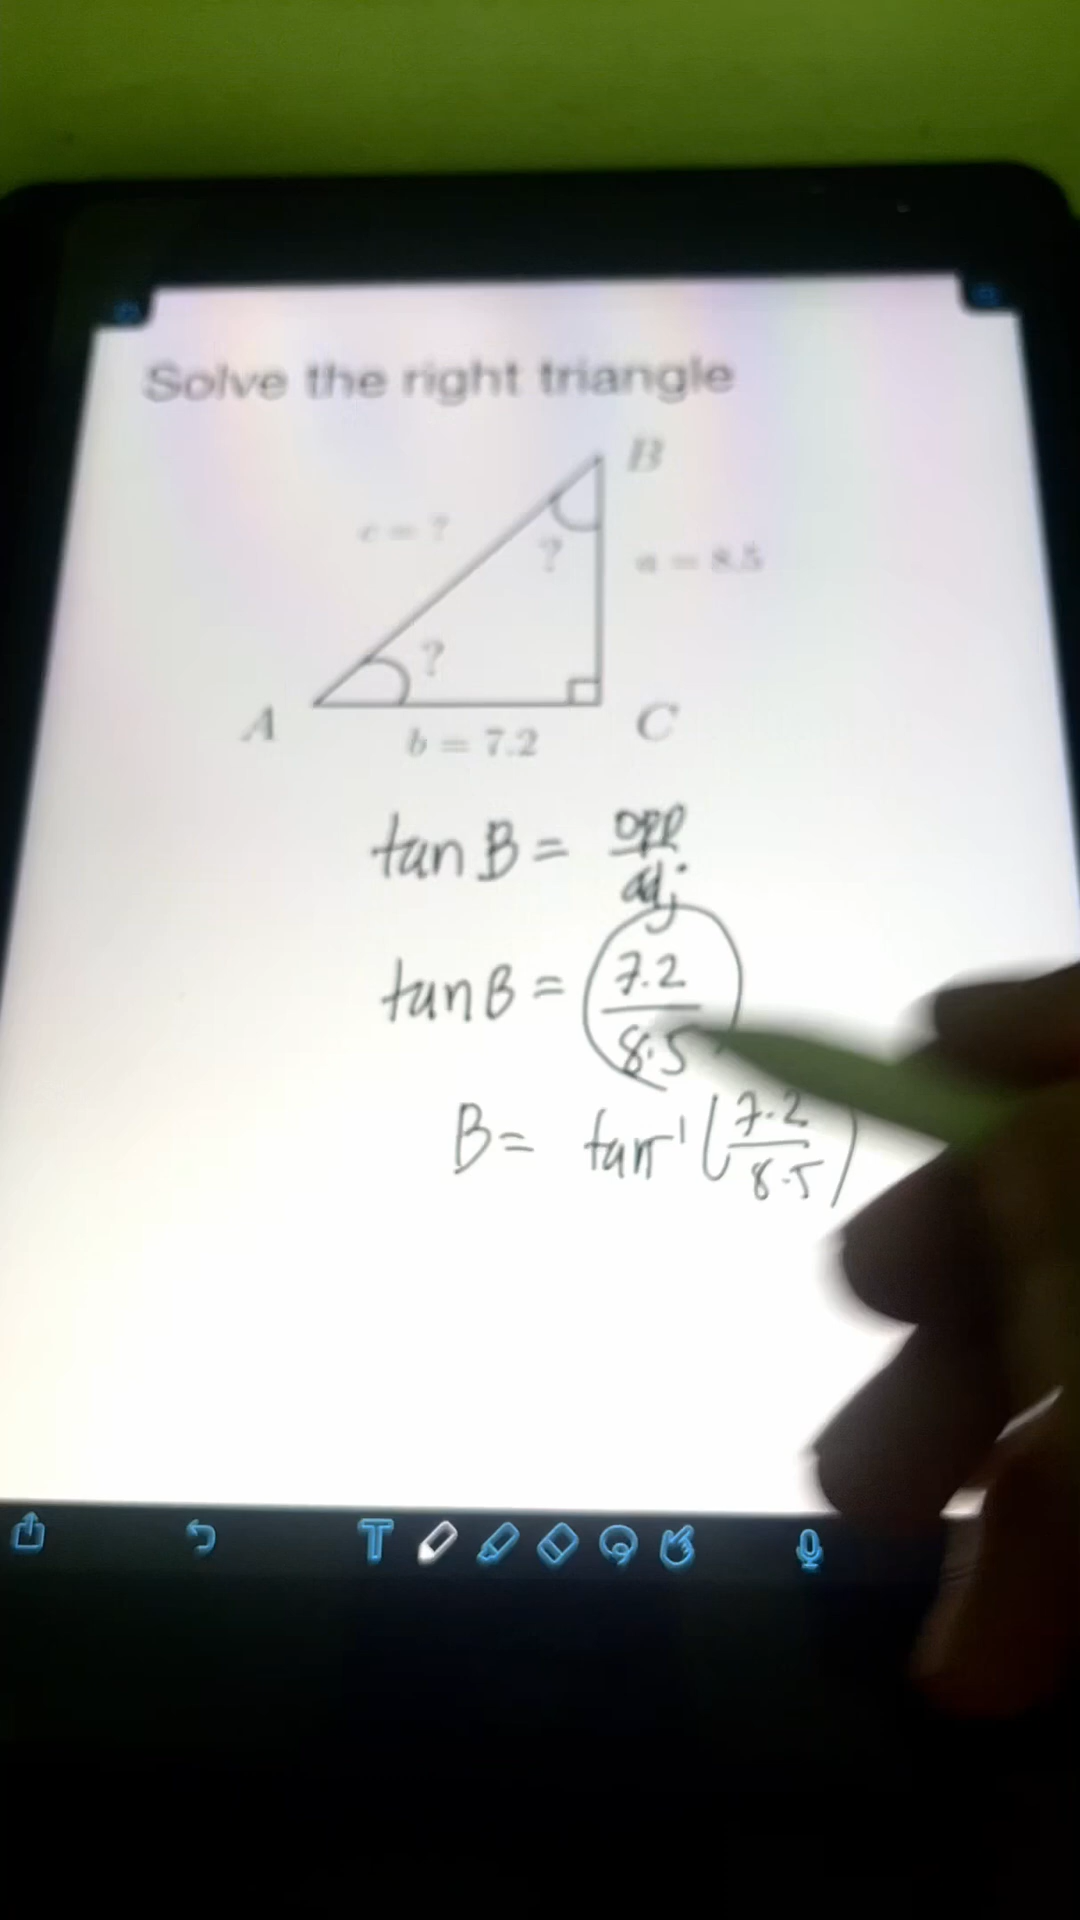 Solve the right triangle
B
c = ?
?
a = 8.5
?
A
C
b = 7.2
tan B = opp/adj
tan B = 7.2/8.5
B = tan⁻¹(7.2/8.5)
T